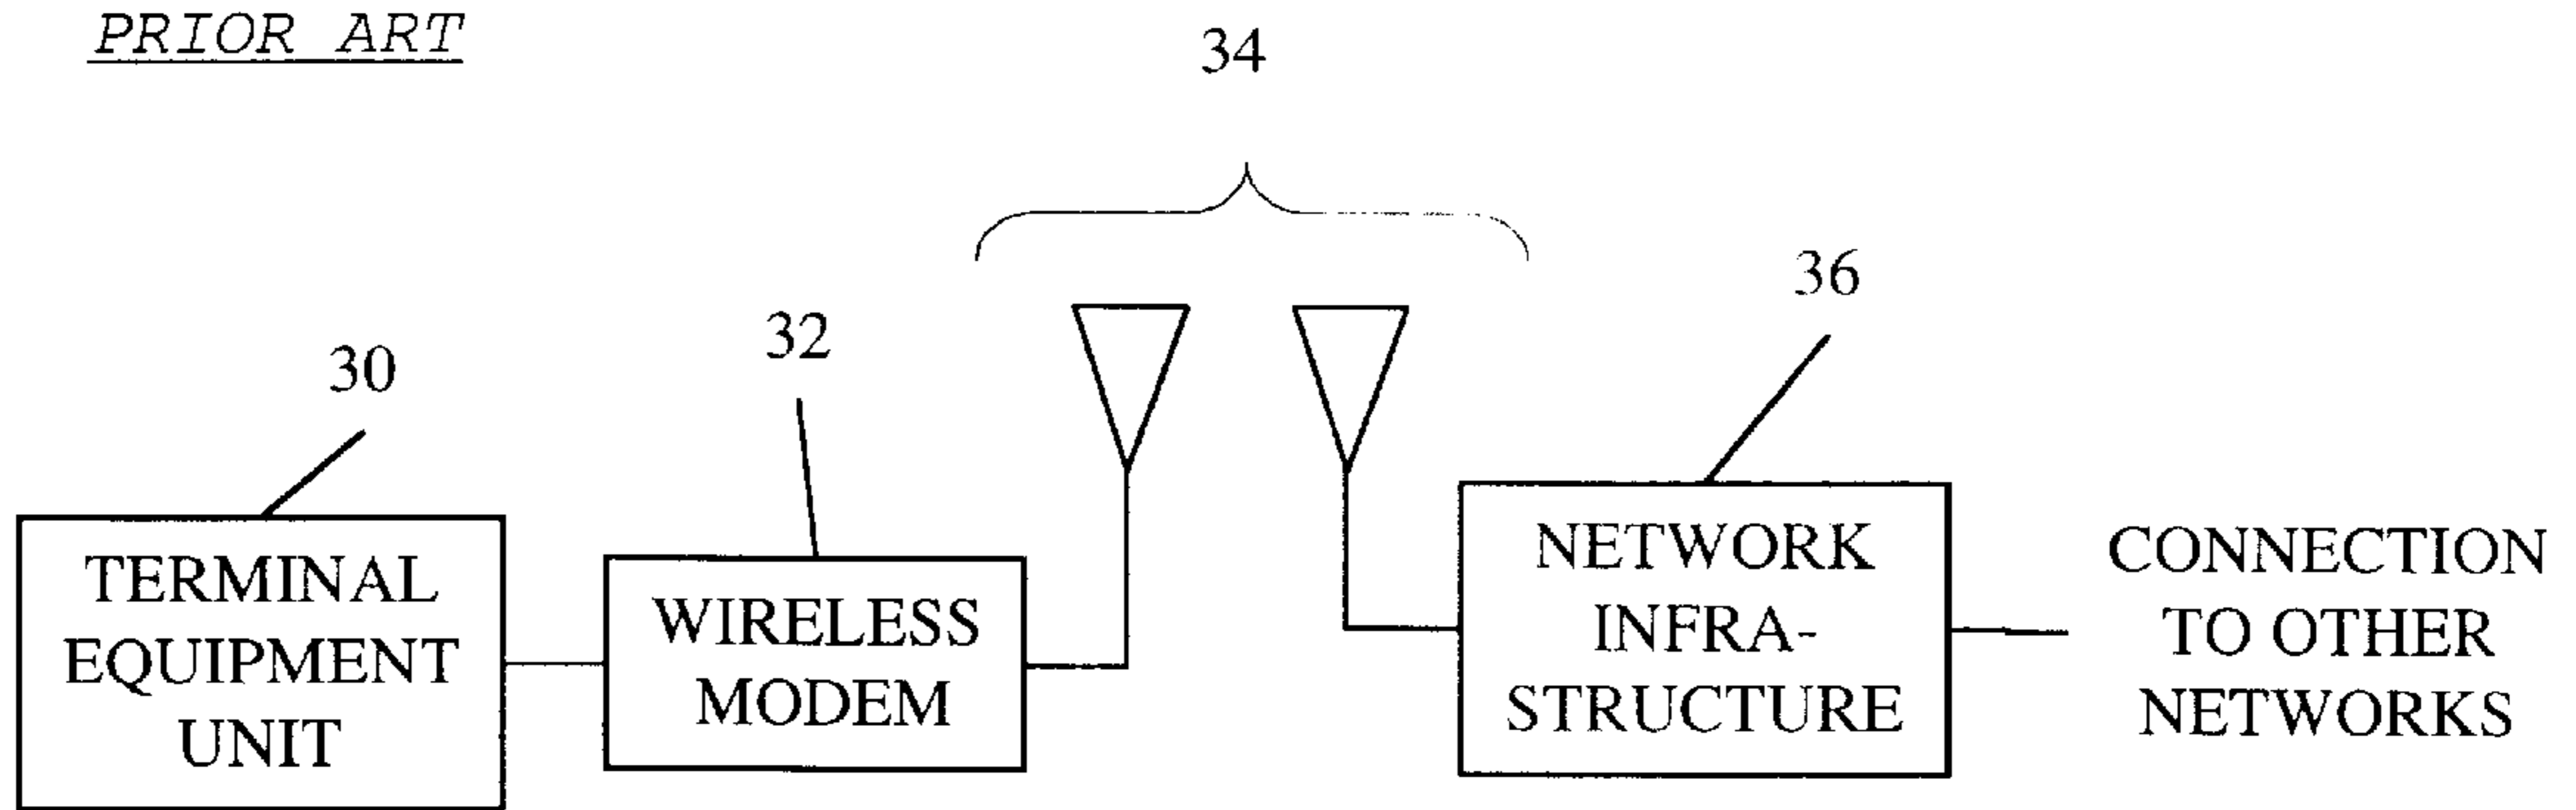 PRIOR ART
34
36
32
30
TERMINAL
EQUIPMENT
UNIT
WIRELESS
MODEM
NETWORK
INFRA-
STRUCTURE
CONNECTION
TO OTHER
NETWORKS